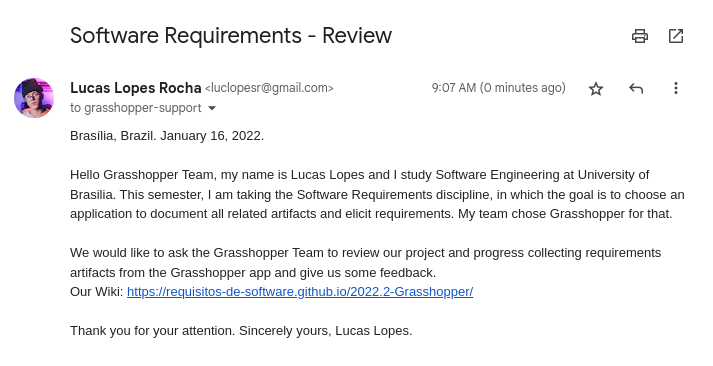 Software Requirements - Review
Lucas Lopes Rocha <luclopesr@gmail.com> 9:07 AM (0 minutes ago)
to grasshopper-support
Brasília, Brazil. January 16, 2022.
Hello Grasshopper Team, my name is Lucas Lopes and I study Software Engineering at University of
Brasilia. This semester, I am taking the Software Requirements discipline, in which the goal is to choose an
application to document all related artifacts and elicit requirements. My team chose Grasshopper for that.
We would like to ask the Grasshopper Team to review our project and progress collecting requirements
artifacts from the Grasshopper app and give us some feedback.
Our Wiki: https://requisitos-de-software.github.io/2022.2-Grasshopper/
Thank you for your attention. Sincerely yours, Lucas Lopes.